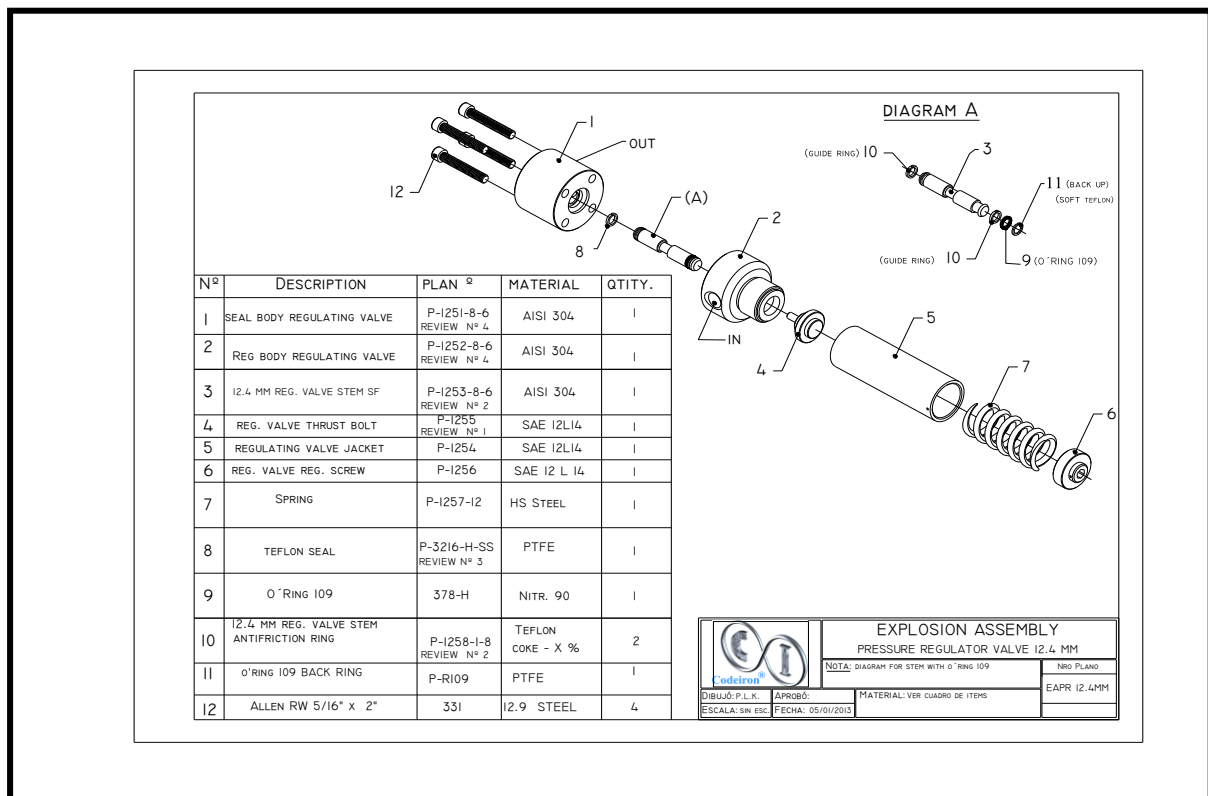 DIAGRAM A
1
OUT
12
(A)
8
2
IN
4
5
7
6
(GUIDE RING) 10
3
11 (BACK UP)
(SOFT TEFLON)
(GUIDE RING) 10
9 (O´RING 109)
Nº DESCRIPTION PLAN º MATERIAL QTITY.
1 SEAL BODY REGULATING VALVE P-1251-8-6 AISI 304 1
REVIEW Nº 4
2 REG BODY REGULATING VALVE P-1252-8-6 AISI 304 1
REVIEW Nº 4
3 12.4 MM REG. VALVE STEM SF P-1253-8-6 AISI 304 1
REVIEW Nº 2
4 REG. VALVE THRUST BOLT P-1255 SAE 12L14 1
REVIEW Nº 1
5 REGULATING VALVE JACKET P-1254 SAE 12L14 1
6 REG. VALVE REG. SCREW P-1256 SAE 12 L 14 1
7 SPRING P-1257-12 HS STEEL 1
8 TEFLON SEAL P-3216-H-SS PTFE 1
REVIEW Nº 3
9 O´RING 109 378-H NITR. 90 1
12.4 MM REG. VALVE STEM TEFLON
10 ANTIFRICTION RING P-1258-1-8 COKE - X % 2
REVIEW Nº 2
11 O'RING 109 BACK RING P-R109 PTFE 1
12 ALLEN RW 5/16" X 2" 331 12.9 STEEL 4
Codeiron®
EXPLOSION ASSEMBLY
PRESSURE REGULATOR VALVE 12.4 MM
NOTA: DIAGRAM FOR STEM WITH O´RING 109
NRO PLANO
EAPR 12.4MM
DIBUJÓ: P.L.K. APROBÓ: MATERIAL: VER CUADRO DE ITEMS
ESCALA: SIN ESC. FECHA: 05/01/2013